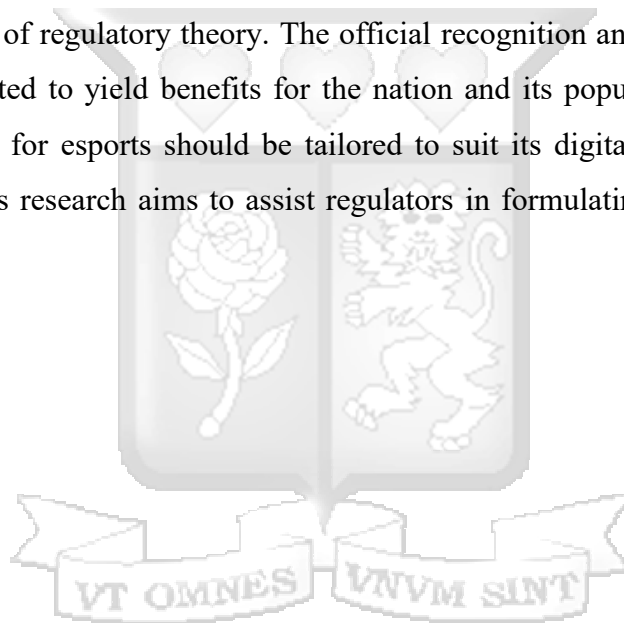 of regulatory theory. The official recognition an
ted to yield benefits for the nation and its popu
for esports should be tailored to suit its digita
s research aims to assist regulators in formulatin
VT OMNES VNVM SINT